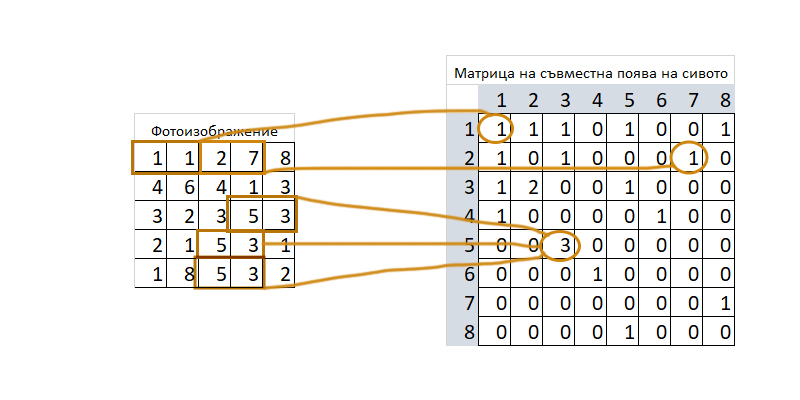 Матрица на съвместна поява на сивото
1 2 3 4 5 6 7 8
1 1 1 1 0 1 0 0 1
2 1 0 1 0 0 0 1 0
3 1 2 0 0 1 0 0 0
4 1 0 0 0 0 1 0 0
5 0 0 3 0 0 0 0 0
6 0 0 0 1 0 0 0 0
7 0 0 0 0 0 0 0 1
8 0 0 0 0 1 0 0 0
Фотоизображение
1 1 2 7 8
4 6 4 1 3
3 2 3 5 3
2 1 5 3 1
1 8 5 3 2